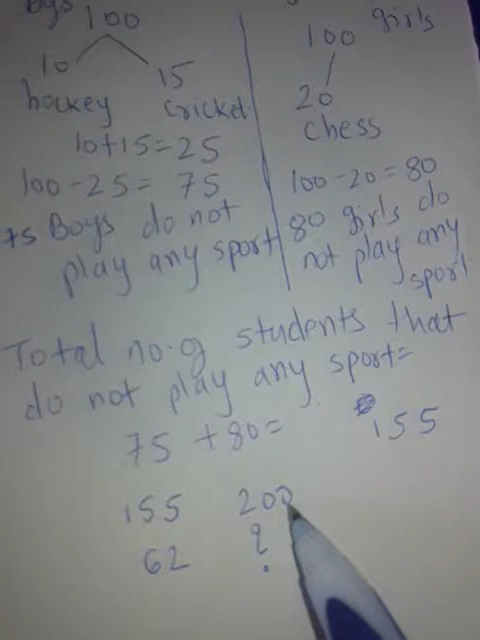 Boys 100
10 15
hockey cricket
10+15=25
100-25= 75
75 Boys do not
play any sport
100 girls
20
chess
100-20=80
80 girls do
not play any
sport
Total no.g students that
do not play any sport=
75 +80= 155
155 200
62 ?